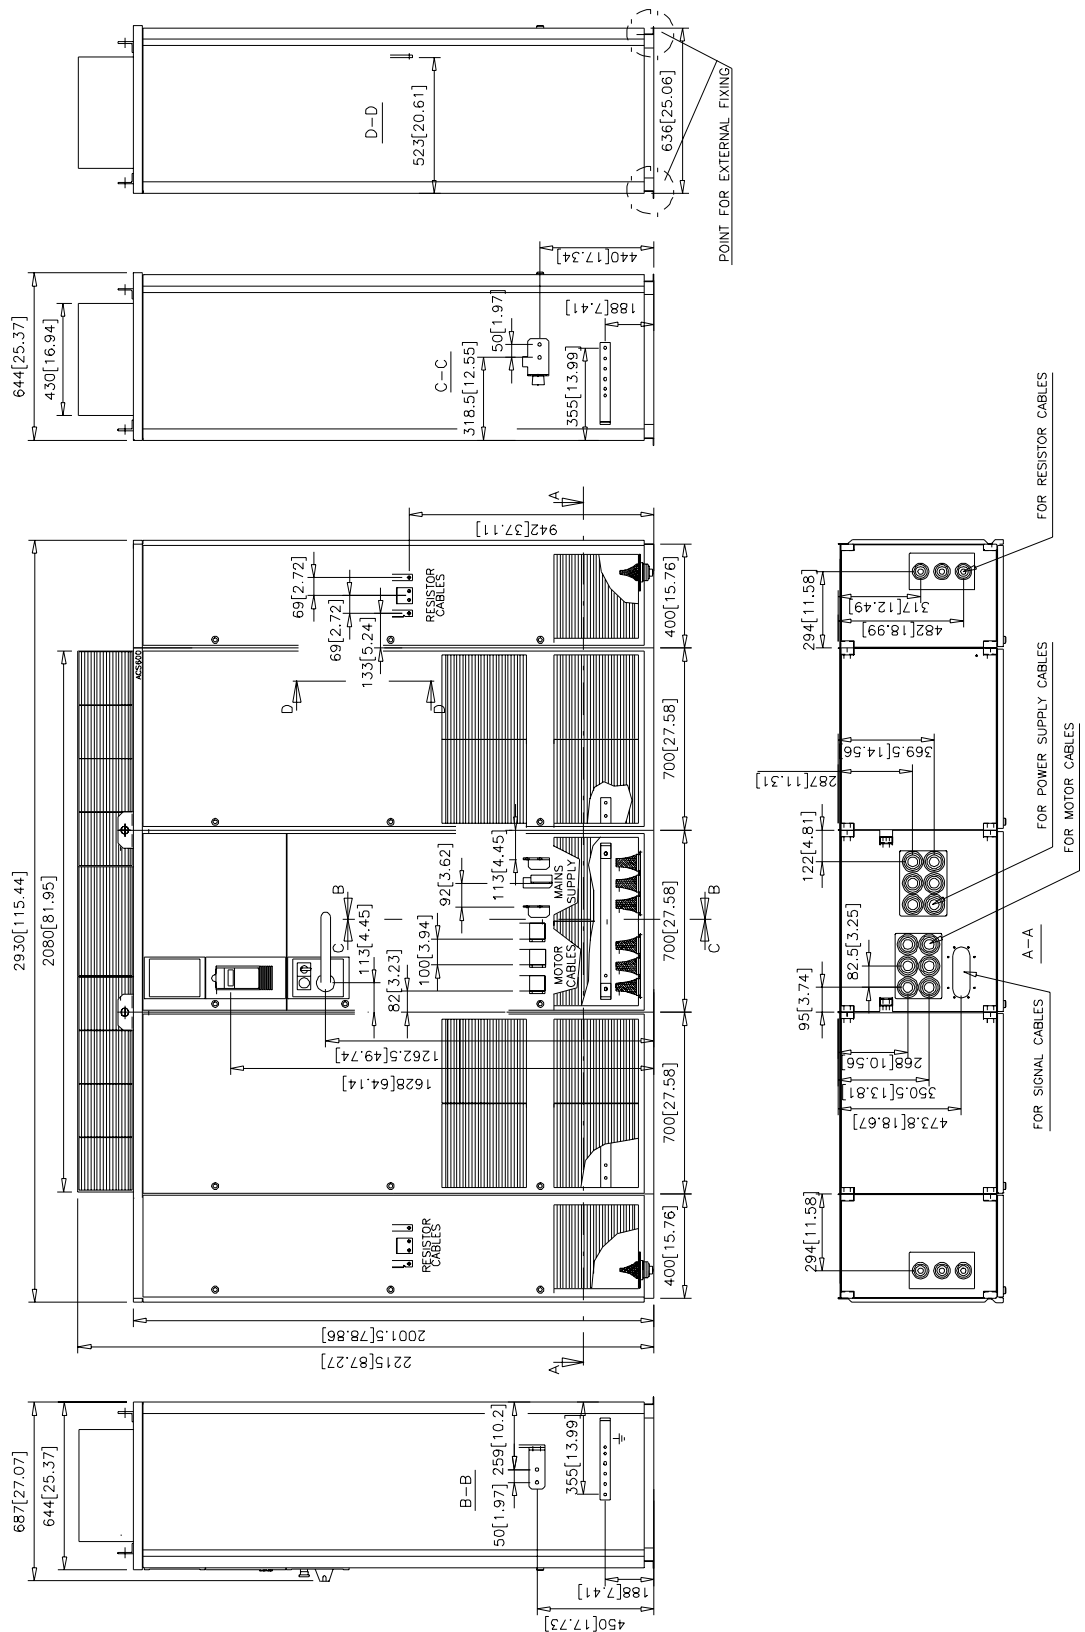 D-D
523[20.61]
636[25.06]
POINT FOR EXTERNAL FIXING
644[25.37]
430[16.94]
440[17.34]
188[7.41]
50[1.97]
C-C
318.5[12.55]
355[13.99]
2930[115.44]
2080[81.95]
ACS600
A
942[37.11]
69[2.72]
69[2.72]
133[5.24]
RESISTOR
CABLES
400[15.76]
D
D
700[27.58]
113[4.45]
92[3.62]
MAINS
SUPPLY
B
C
B
C
113[4.45]
100[3.94]
82[3.23]
MOTOR
CABLES
700[27.58]
1262.5[49.74]
1628[64.14]
700[27.58]
RESISTOR
CABLES
400[15.76]
2001.5[78.86]
2215[87.27]
A
FOR RESISTOR CABLES
294[11.58]
317[12.49]
482[18.99]
FOR POWER SUPPLY CABLES
FOR MOTOR CABLES
369.5[14.56]
287[11.31]
122[4.81]
82.5[3.25]
95[3.74]
A-A
268[10.56]
350.5[13.81]
473.8[18.67]
FOR SIGNAL CABLES
294[11.58]
687[27.07]
644[25.37]
B-B
259[10.2]
50[1.97]
355[13.99]
188[7.41]
450[17.73]